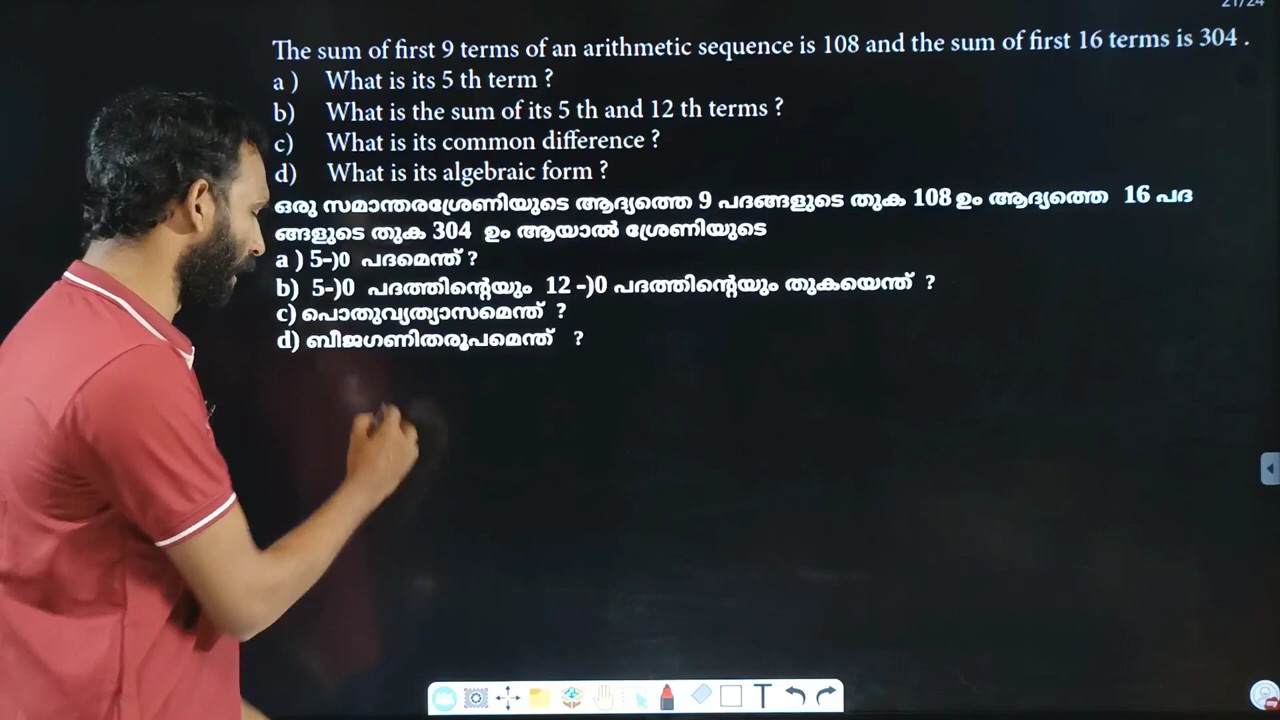 21/24
The sum of first 9 terms of an arithmetic sequence is 108 and the sum of first 16 terms is 304 .
a ) What is its 5 th term ?
b) What is the sum of its 5 th and 12 th terms ?
c) What is its common difference ?
d) What is its algebraic form ?
ഒരു സമാന്തരശ്രേണിയുടെ ആദ്യത്തെ 9 പദങ്ങളുടെ തുക 108 ഉം ആദ്യത്തെ 16 പദ
ങ്ങളുടെ തുക 304 ഉം ആയാൽ ശ്രേണിയുടെ
a ) 5-)0 പദമെന്ത് ?
b) 5-)0 പദത്തിന്റെയും 12 -)0 പദത്തിന്റെയും തുകയെന്ത് ?
c) പൊതുവ്യത്യാസമെന്ത് ?
d) ബീജഗണിതരൂപമെന്ത് ?
T